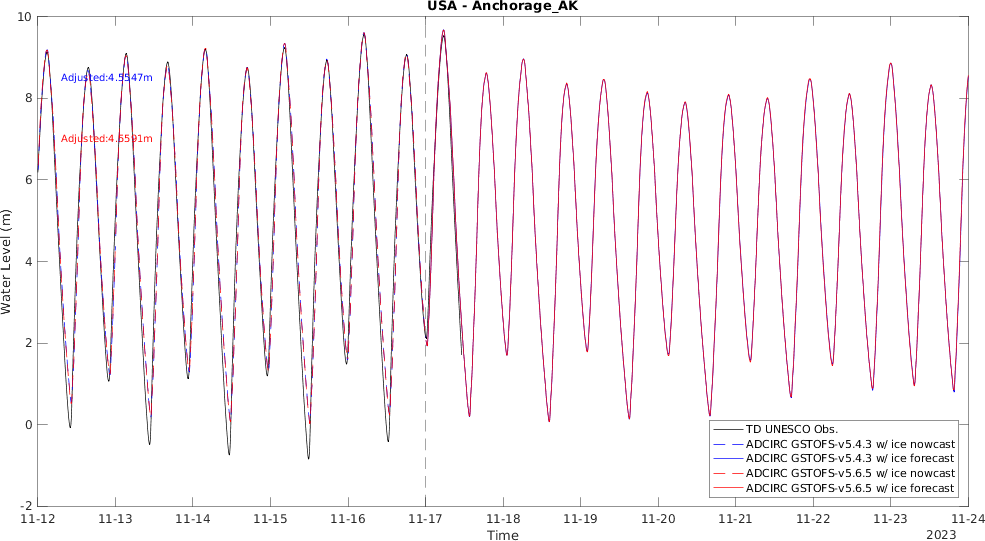 USA - Anchorage_AK
10
8
6
4
2
0
-2
Water Level (m)
Adjusted:4.5547m
Adjusted:4.5591m
TD UNESCO Obs.
ADCIRC GSTOFS-v5.4.3 w/ ice nowcast
ADCIRC GSTOFS-v5.4.3 w/ ice forecast
ADCIRC GSTOFS-v5.6.5 w/ ice nowcast
ADCIRC GSTOFS-v5.6.5 w/ ice forecast
11-12 11-13 11-14 11-15 11-16 11-17 11-18 11-19 11-20 11-21 11-22 11-23 11-24
Time
2023